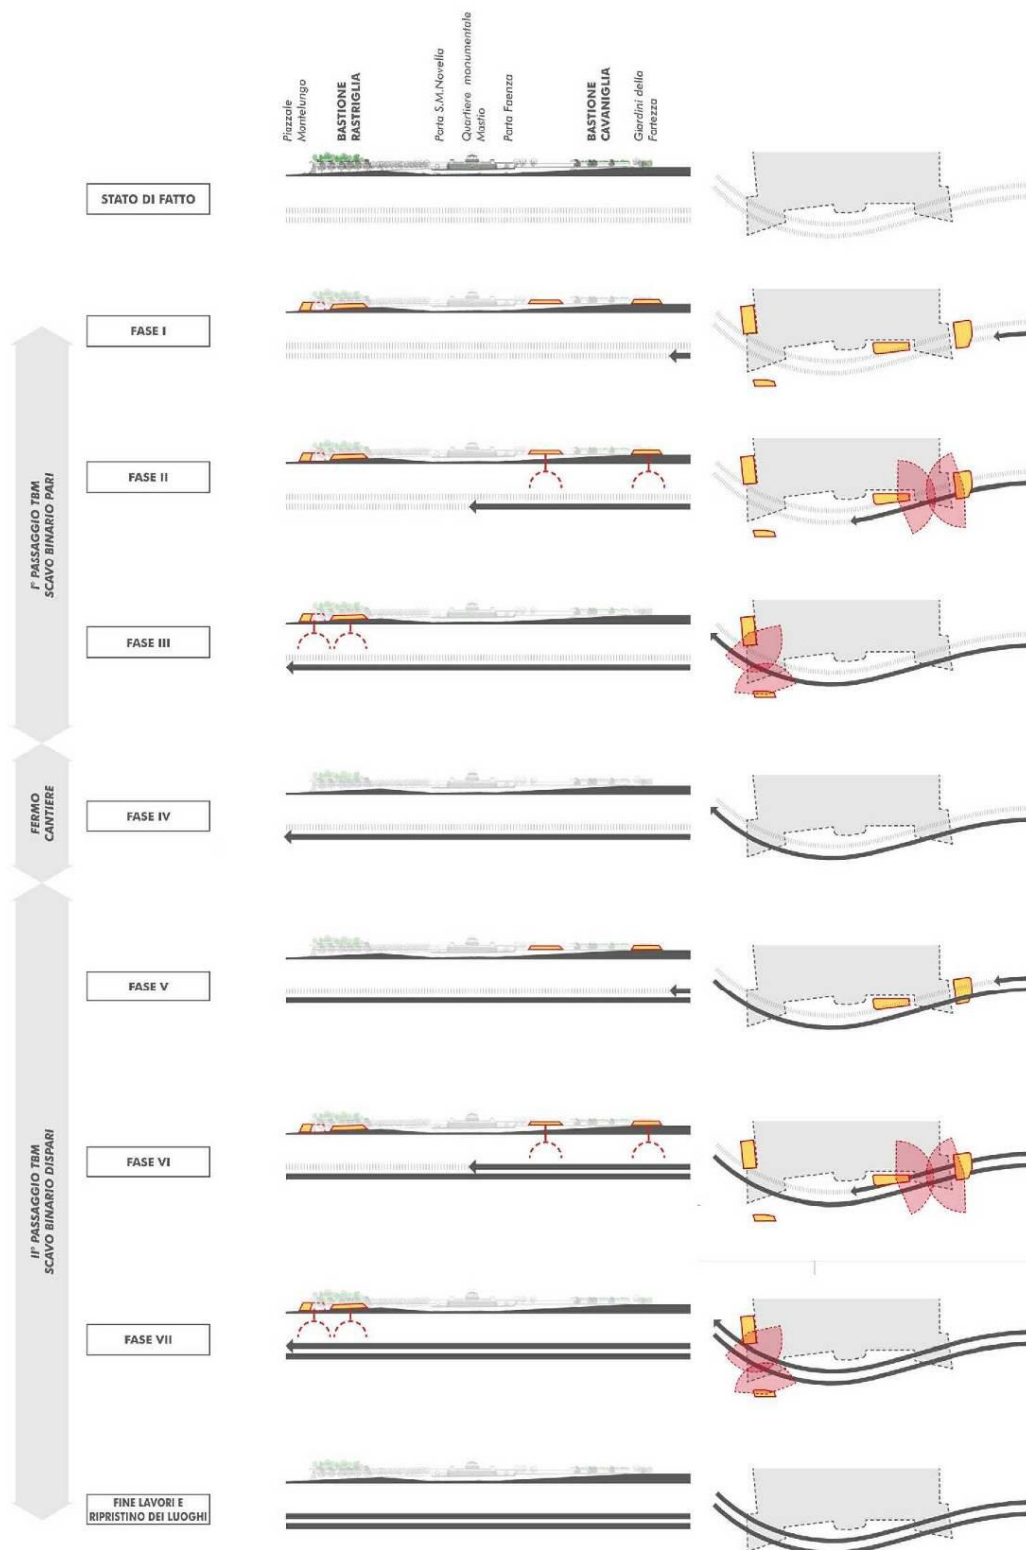 Piazzale
Montelungo
BASTIONE
RASTRIGLIA
Porta S.M.Novella
Quartiere monumentale
Mastio
Porta Faenza
BASTIONE
CAVANIGLIA
Giardini della
Fortezza
STATO DI FATTO
FASE I
FASE II
I° PASSAGGIO TBM
SCAVO BINARIO PARI
FASE III
FERMO
CANTIERE
FASE IV
FASE V
FASE VI
II° PASSAGGIO TBM
SCAVO BINARIO DISPARI
FASE VII
FINE LAVORI E
RIPRISTINO DEI LUOGHI